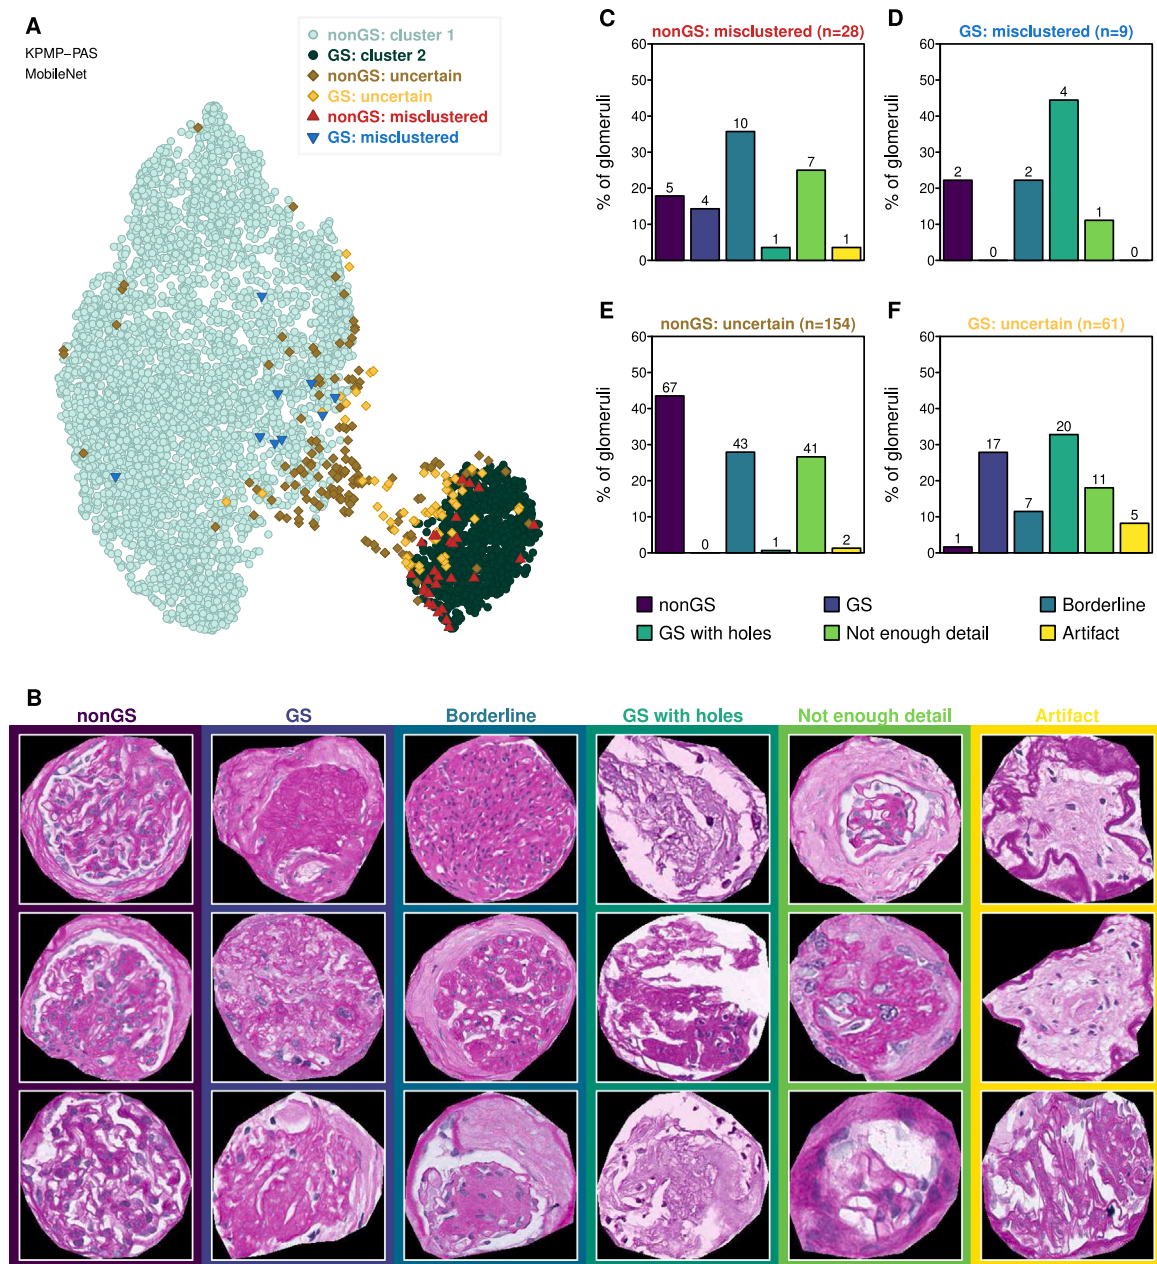 A
KPMP−PAS
MobileNet
nonGS: cluster 1
GS: cluster 2
nonGS: uncertain
GS: uncertain
nonGS: misclustered
GS: misclustered
C
nonGS: misclustered (n=28)
% of glomeruli
60
50
40
30
20
10
0
5
4
10
1
7
1
D
GS: misclustered (n=9)
% of glomeruli
60
50
40
30
20
10
0
2
0
2
4
1
0
E
nonGS: uncertain (n=154)
% of glomeruli
60
50
40
30
20
10
0
67
0
43
1
41
2
F
GS: uncertain (n=61)
% of glomeruli
60
50
40
30
20
10
0
1
17
7
20
11
5
nonGS
GS
Borderline
GS with holes
Not enough detail
Artifact
B
nonGS
GS
Borderline
GS with holes
Not enough detail
Artifact